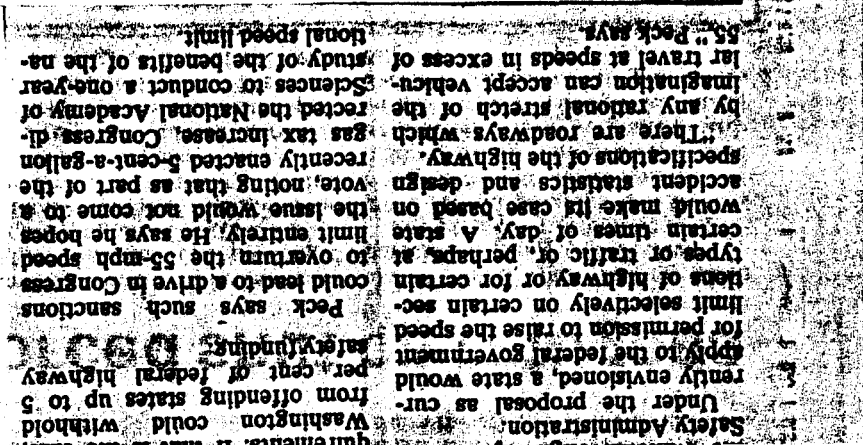 Safety Administration.
Under the proposal as cur-
rently envisioned, a state would
apply to the federal government
for permission to raise the speed
limit selectively on certain sec-
tions of highway or for certain
types or traffic or, perhaps, at
certain times of day. A state
would make its case based on
accident statistics and design
specifications of the highway.
"There are roadways which
by any rational stretch of the
imagination can accept vehicu-
lar travel at speeds in excess of
55," Peck says.
quirements, it
Washington could withhold
from offending states up to 5
per cent of federal highway
safety funding.
Peck says such sanctions
could lead to a drive in Congress
to overturn the 55-mph speed
limit entirely. He says he hopes
the issue would not come to a
vote, noting that as part of the
recently enacted 5-cent-a-gallon
gas tax increase, Congress di-
rected the National Academy of
Sciences to conduct a one-year
study of the benefits of the na-
tional speed limit.